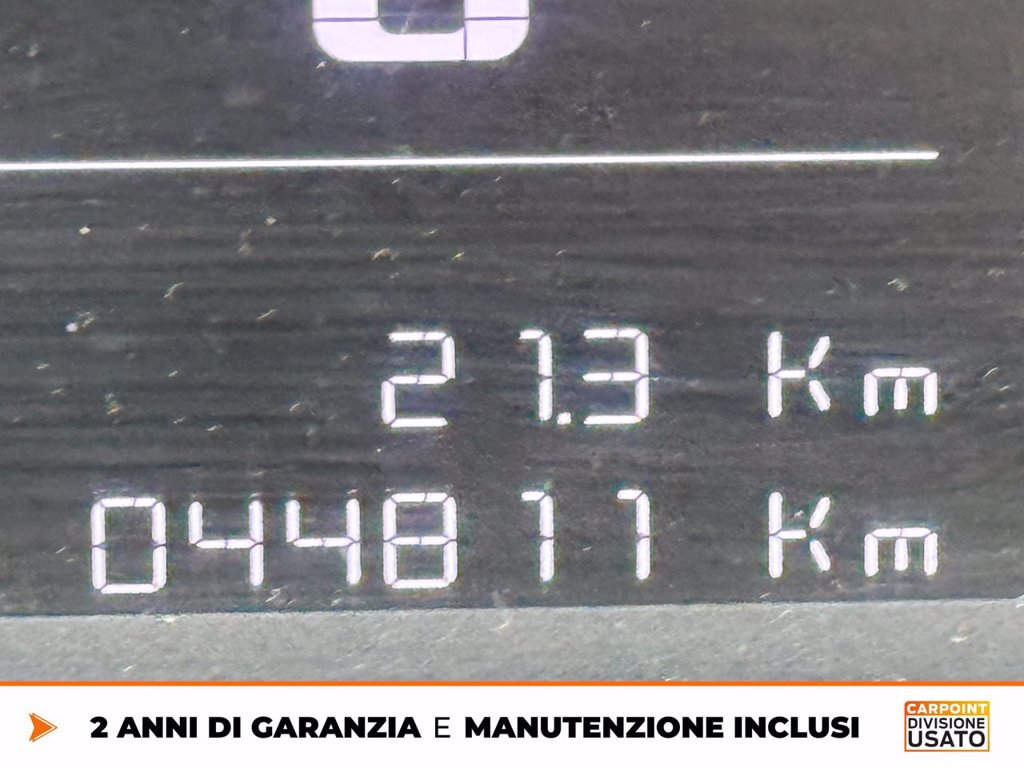 21.3 Km
044811 Km
2 ANNI DI GARANZIA E MANUTENZIONE INCLUSI
CARPOINT
DIVISIONE
USATO